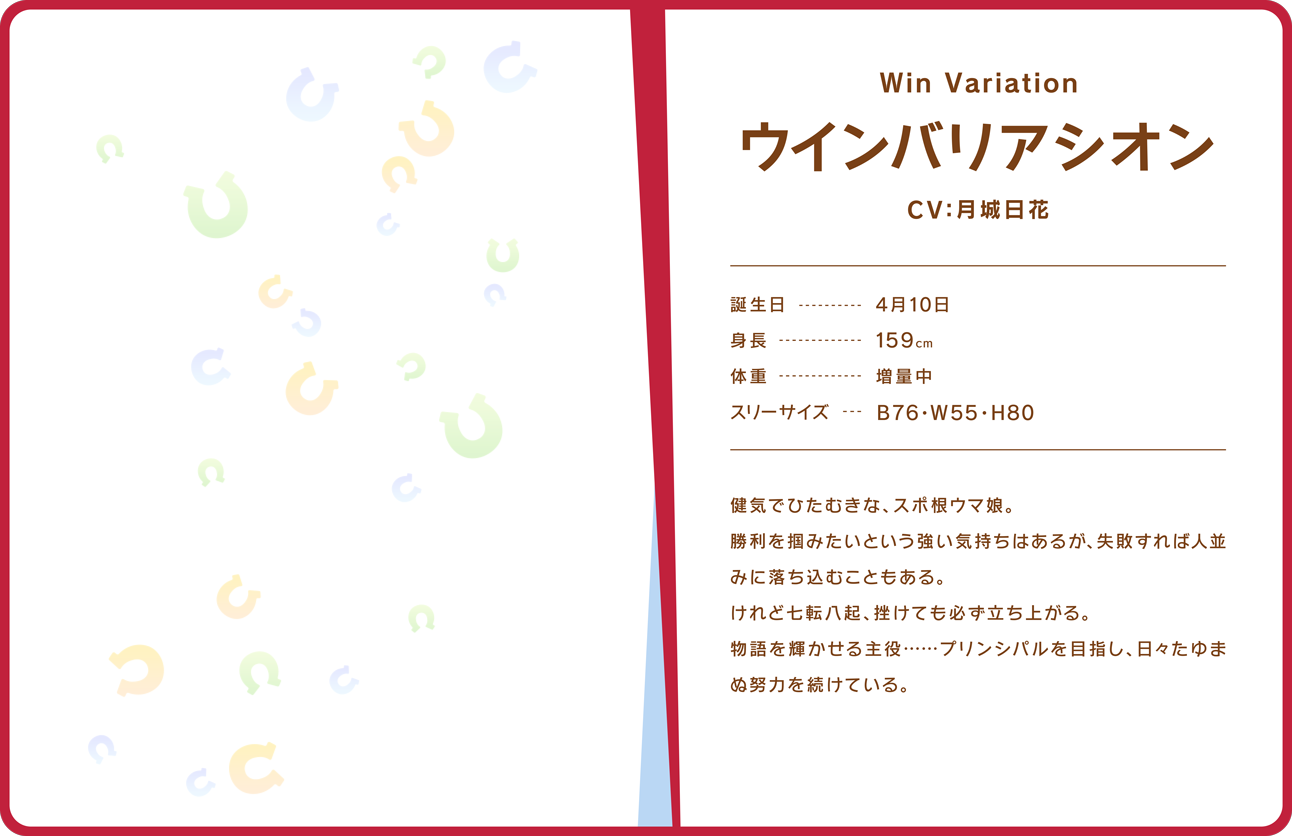 Win Variation
ウインバリアシオン
CV:月城日花
誕生日 ---------- 4月10日
身長 ------------- 159cm
体重 ------------- 増量中
スリーサイズ --- B76・W55・H80
健気でひたむきな、スポ根ウマ娘。
勝利を掴みたいという強い気持ちはあるが、失敗すれば人並
みに落ち込むこともある。
けれど七転八起、挫けても必ず立ち上がる。
物語を輝かせる主役……プリンシパルを目指し、日々たゆま
ぬ努力を続けている。